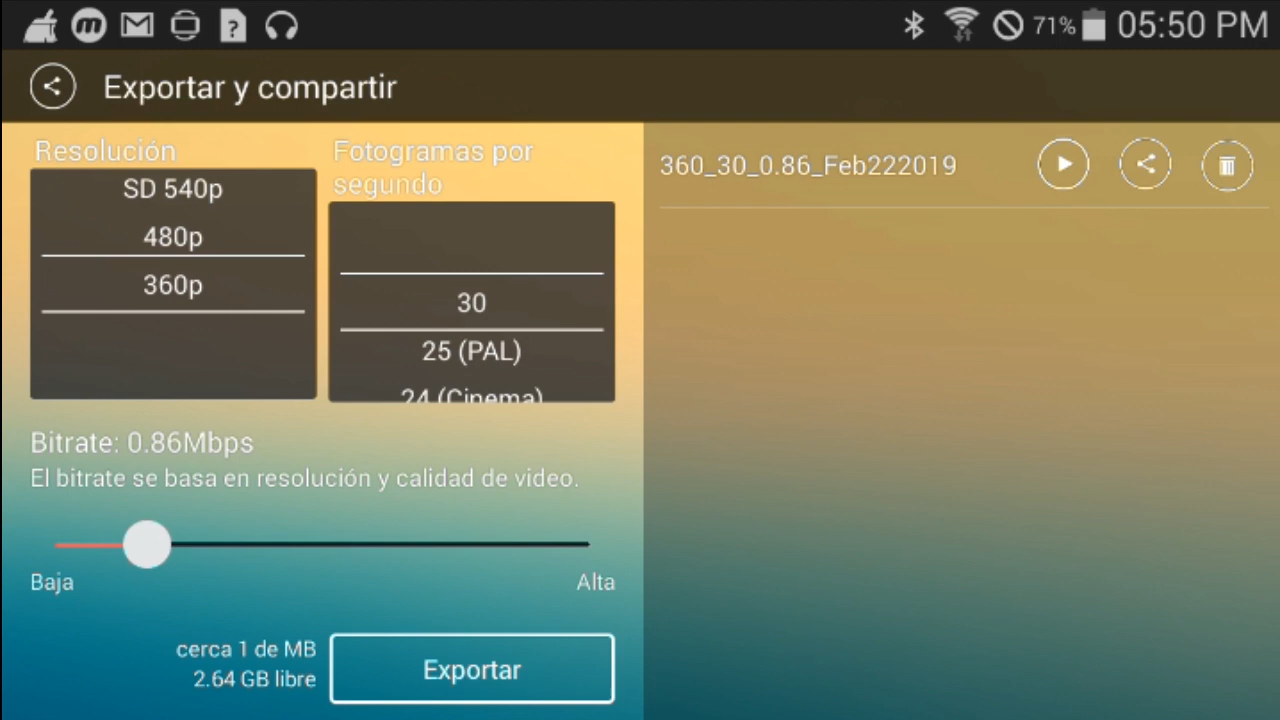 71% 05:50 PM
Exportar y compartir
Resolución
SD 540p
480p
360p
Fotogramas por
segundo
30
25 (PAL)
24 (Cinema)
Bitrate: 0.86Mbps
El bitrate se basa en resolución y calidad de video.
Baja
Alta
cerca 1 de MB
2.64 GB libre
Exportar
360_30_0.86_Feb222019